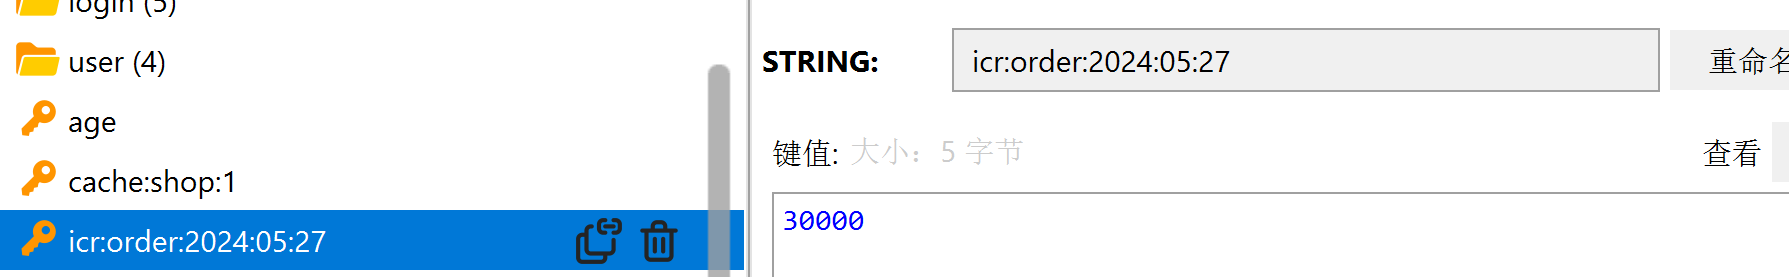 login (5)
user (4)
age
cache:shop:1
icr:order:2024:05:27
STRING:
icr:order:2024:05:27
重命名
键值:
大小：5 字节
查看
30000